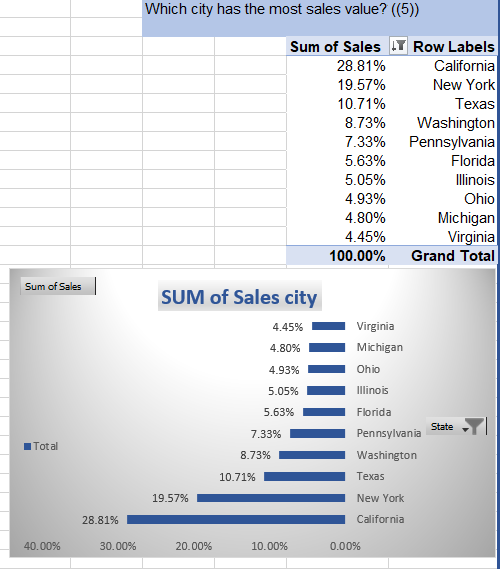 Which city has the most sales value? ((5))
Sum of Sales Row Labels
28.81% California
19.57% New York
10.71% Texas
8.73% Washington
7.33% Pennsylvania
5.63% Florida
5.05% Illinois
4.93% Ohio
4.80% Michigan
4.45% Virginia
100.00% Grand Total
Sum of Sales
SUM of Sales city
4.45% Virginia
4.80% Michigan
4.93% Ohio
5.05% Illinois
5.63% Florida
7.33% Pennsylvania
State
Total
8.73% Washington
10.71% Texas
19.57% New York
28.81% California
40.00% 30.00% 20.00% 10.00% 0.00%